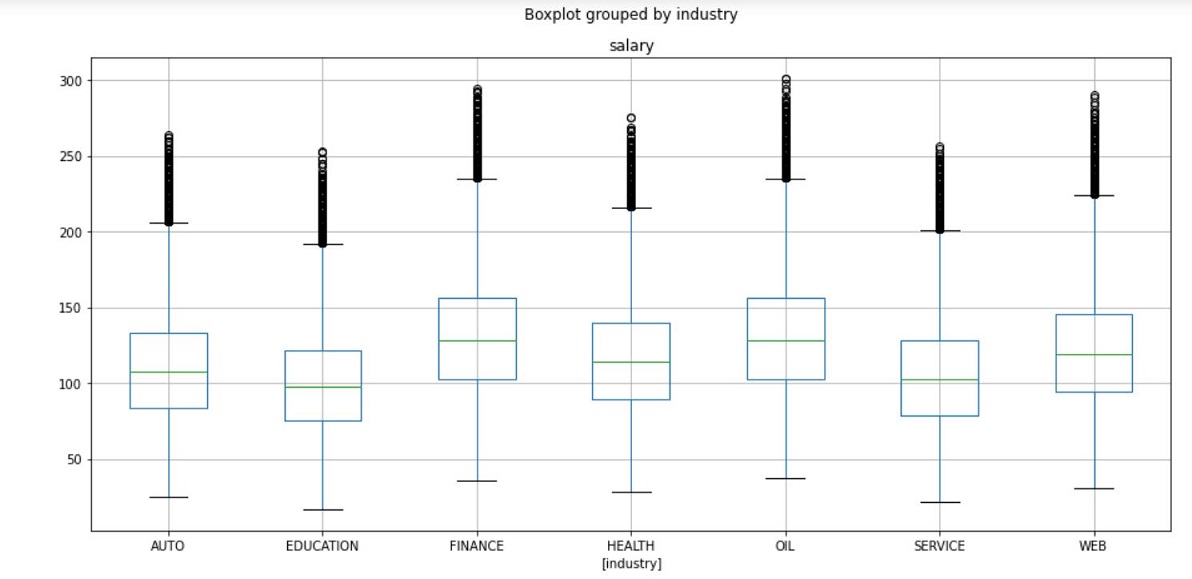 Boxplot grouped by industry
salary
300
250
200
150
100
50
AUTO EDUCATION FINANCE HEALTH OIL SERVICE WEB
[industry]